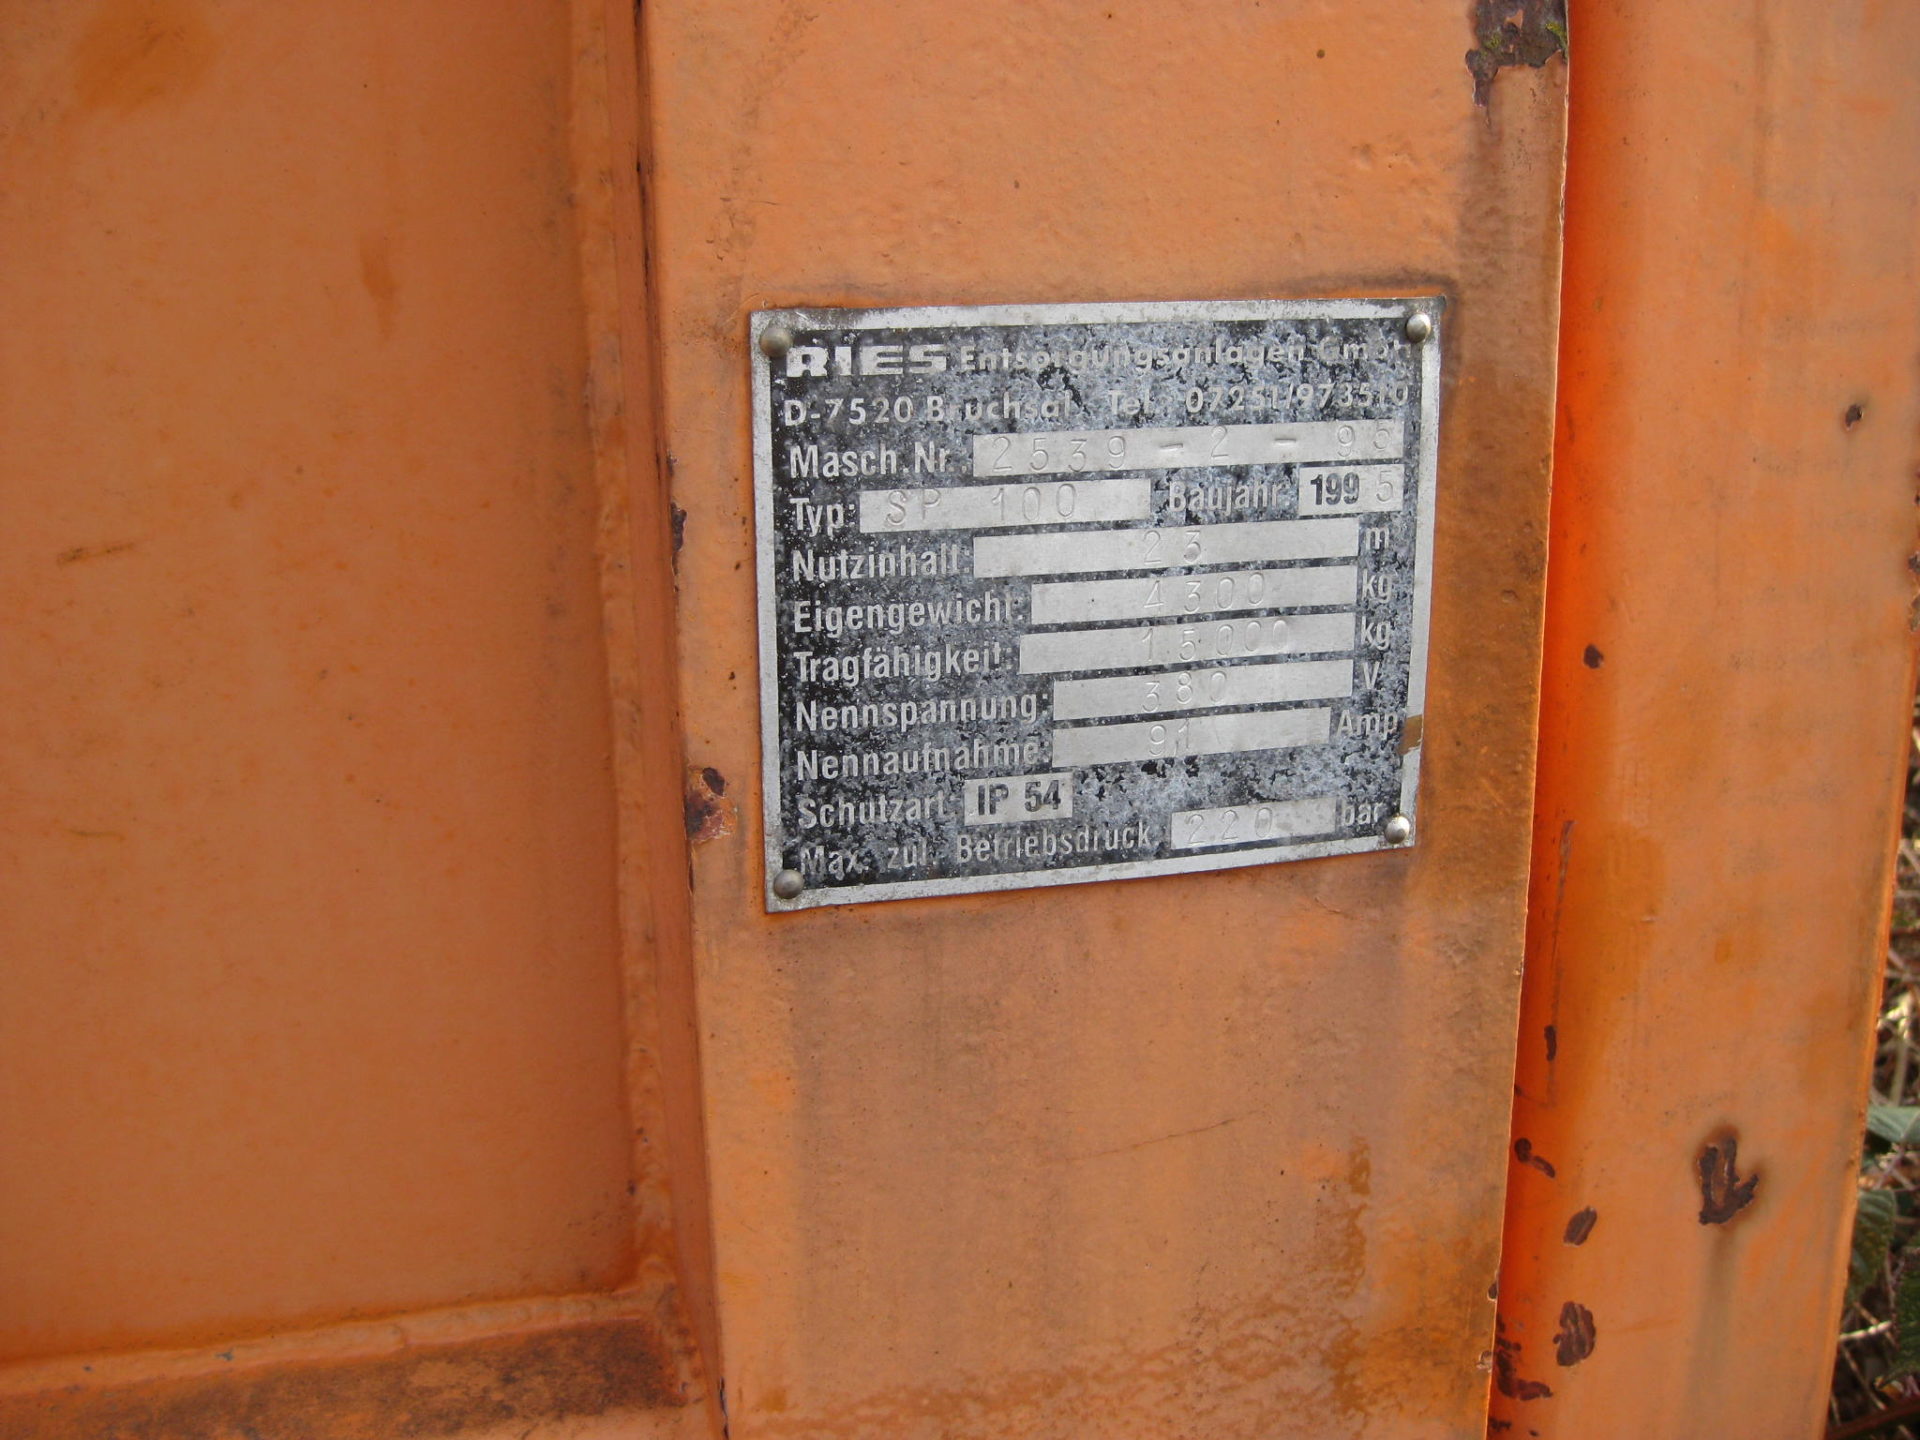 RIES Entsorgungsanlagen GmbH
D-7520 Bruchsal, Tel.: 07251/973510
Masch. Nr.: 2539 - 2 - 95
Typ: SP 100 Baujahr: 1995
Nutzinhalt: 23 m
Eigengewicht: 4300 kg
Tragfähigkeit: 15000 kg
Nennspannung: 380 V
Nennaufnahme: 91 Amp
Schutzart: IP 54
Max. zul. Betriebsdruck 220 bar